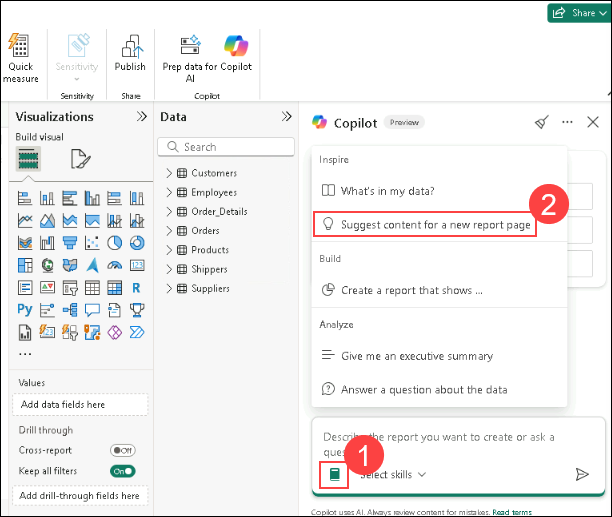 Share
Quick measure
Sensitivity
Publish
Prep data for AI
Copilot
Sensitivity
Share
Copilot
Visualizations
Build visual
Data
Search
Customers
Employees
Order_Details
Orders
Products
Shippers
Suppliers
123
R
Py
...
Values
Add data fields here
Drill through
Cross-report
Off
Keep all filters
On
Add drill-through fields here
Copilot
Preview
...
Inspire
What's in my data?
Suggest content for a new report page
2
Build
Create a report that shows ...
Analyze
Give me an executive summary
Answer a question about the data
Describe the report you want to create or ask a
1
Select skills
Copilot uses AI. Always review content for mistakes. Read terms